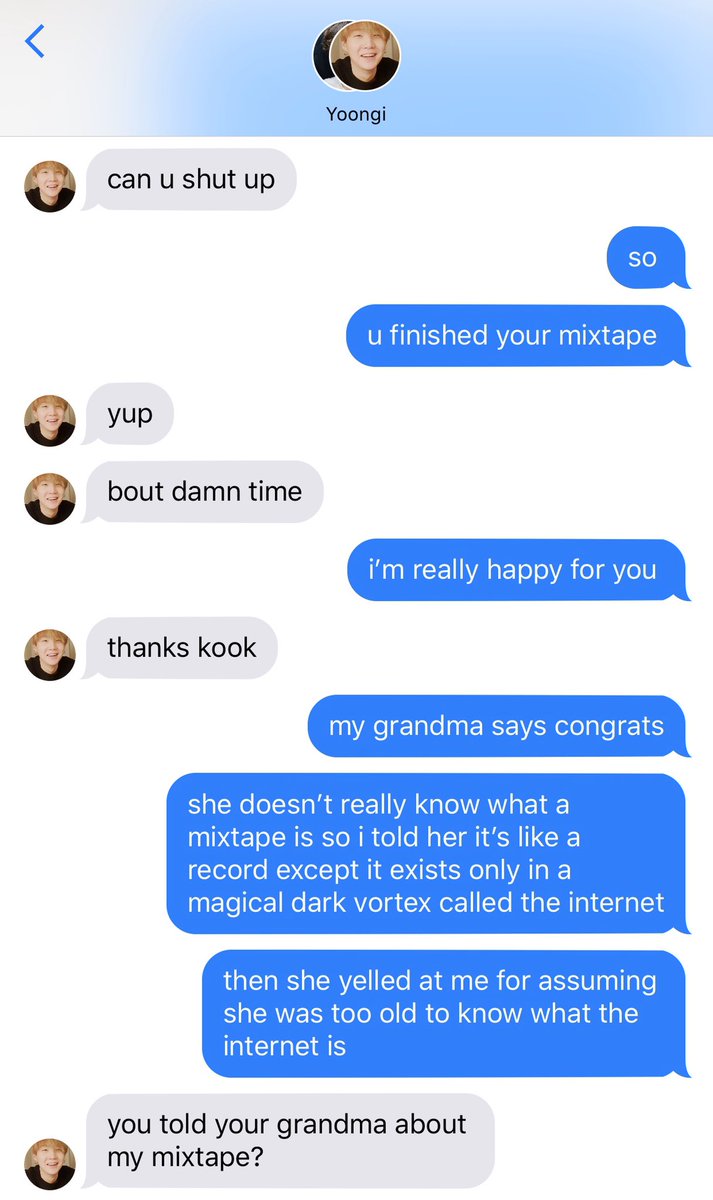 Yoongi
can u shut up
so
u finished your mixtape
yup
bout damn time
i’m really happy for you
thanks kook
my grandma says congrats
she doesn’t really know what a
mixtape is so i told her it’s like a
record except it exists only in a
magical dark vortex called the internet
then she yelled at me for assuming
she was too old to know what the
internet is
you told your grandma about
my mixtape?